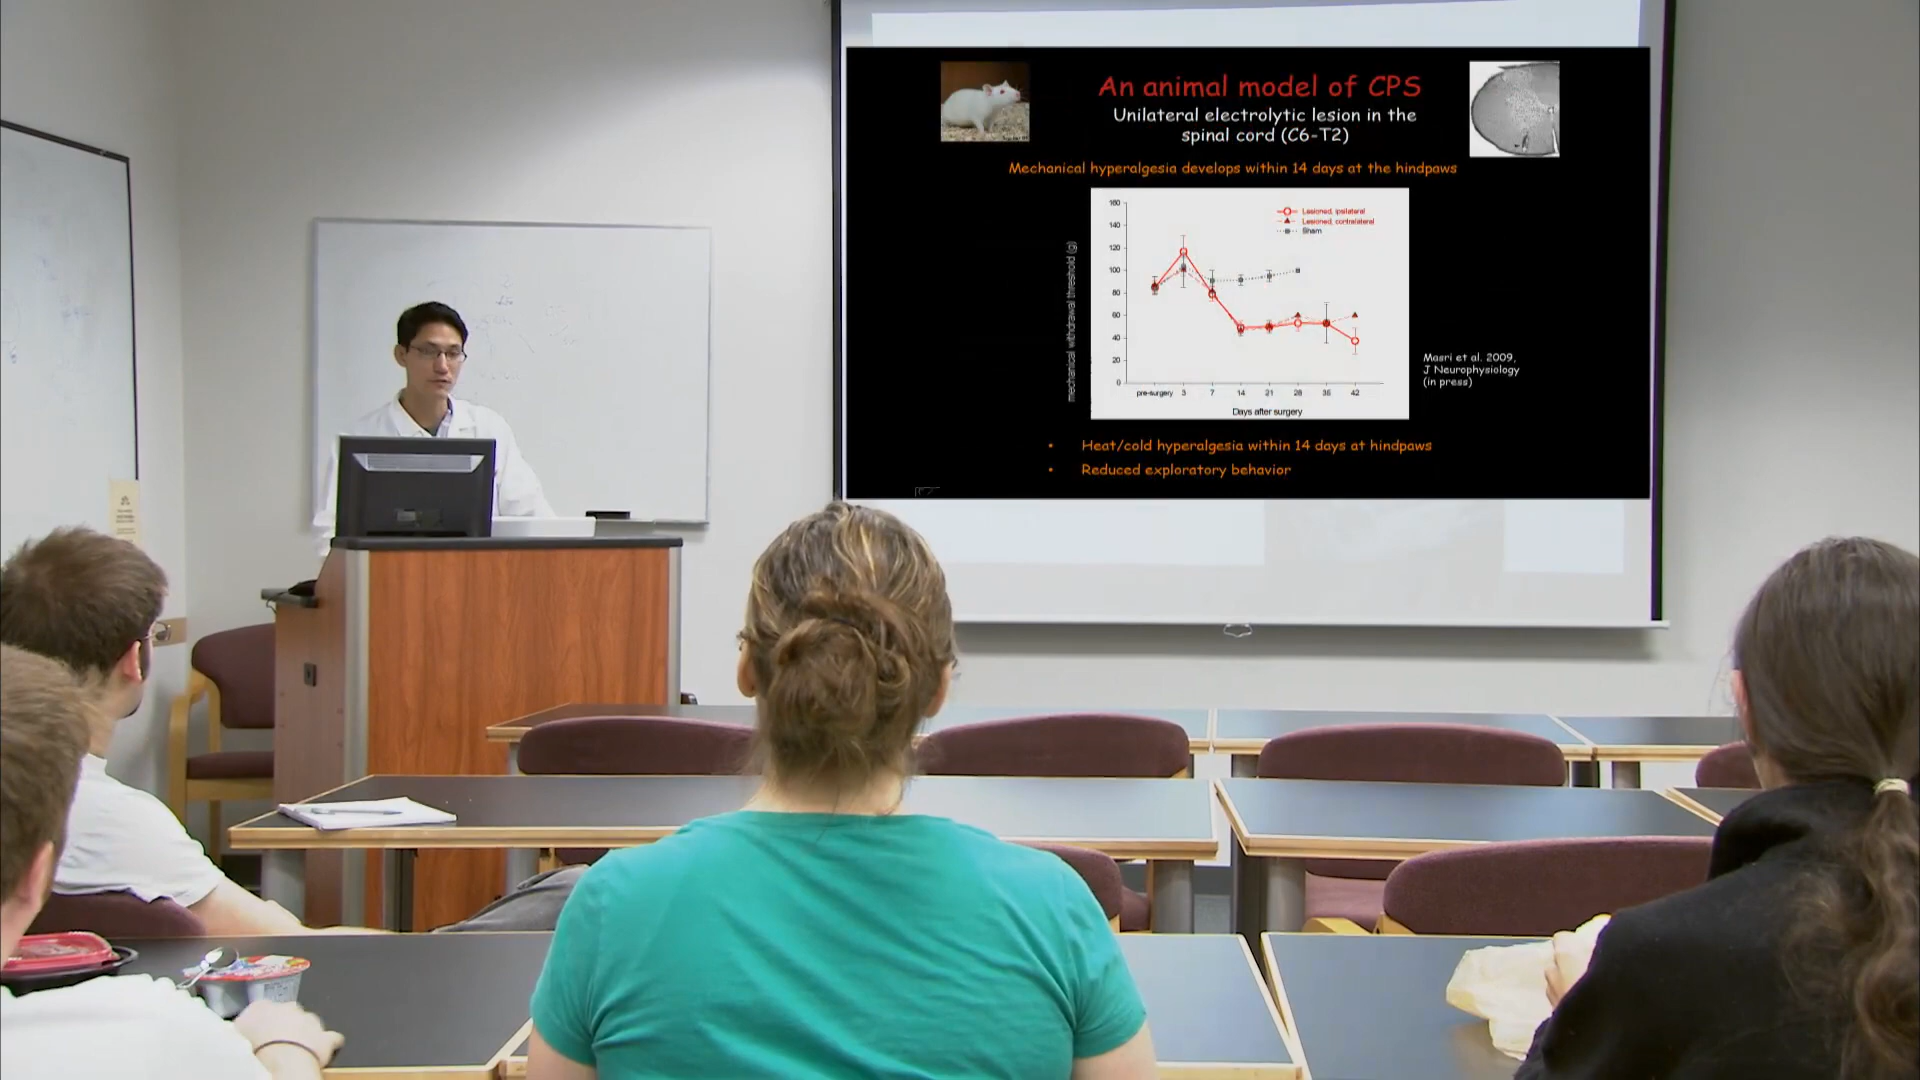 An animal model of CPS
Unilateral electrolytic lesion in the
spinal cord (C6-T2)
Mechanical hyperalgesia develops within 14 days at the hindpaws
Lesioned, ipsilateral
Lesioned, contralateral
Sham
mechanical withdrawal threshold (g)
160
140
120
100
80
60
40
20
0
pre-surgery 3 7 14 21 28 35 42
Days after surgery
Masri et al. 2009,
J Neurophysiology
(in press)
• Heat/cold hyperalgesia within 14 days at hindpaws
• Reduced exploratory behavior